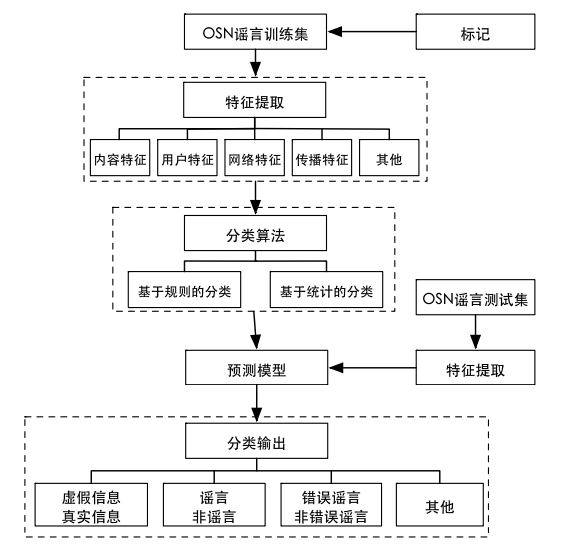 OSN谣言训练集
标记
特征提取
内容特征
用户特征
网络特征
传播特征
其他
分类算法
基于规则的分类
基于统计的分类
OSN谣言测试集
预测模型
特征提取
分类输出
虚假信息
真实信息
谣言
非谣言
错误谣言
非错误谣言
其他